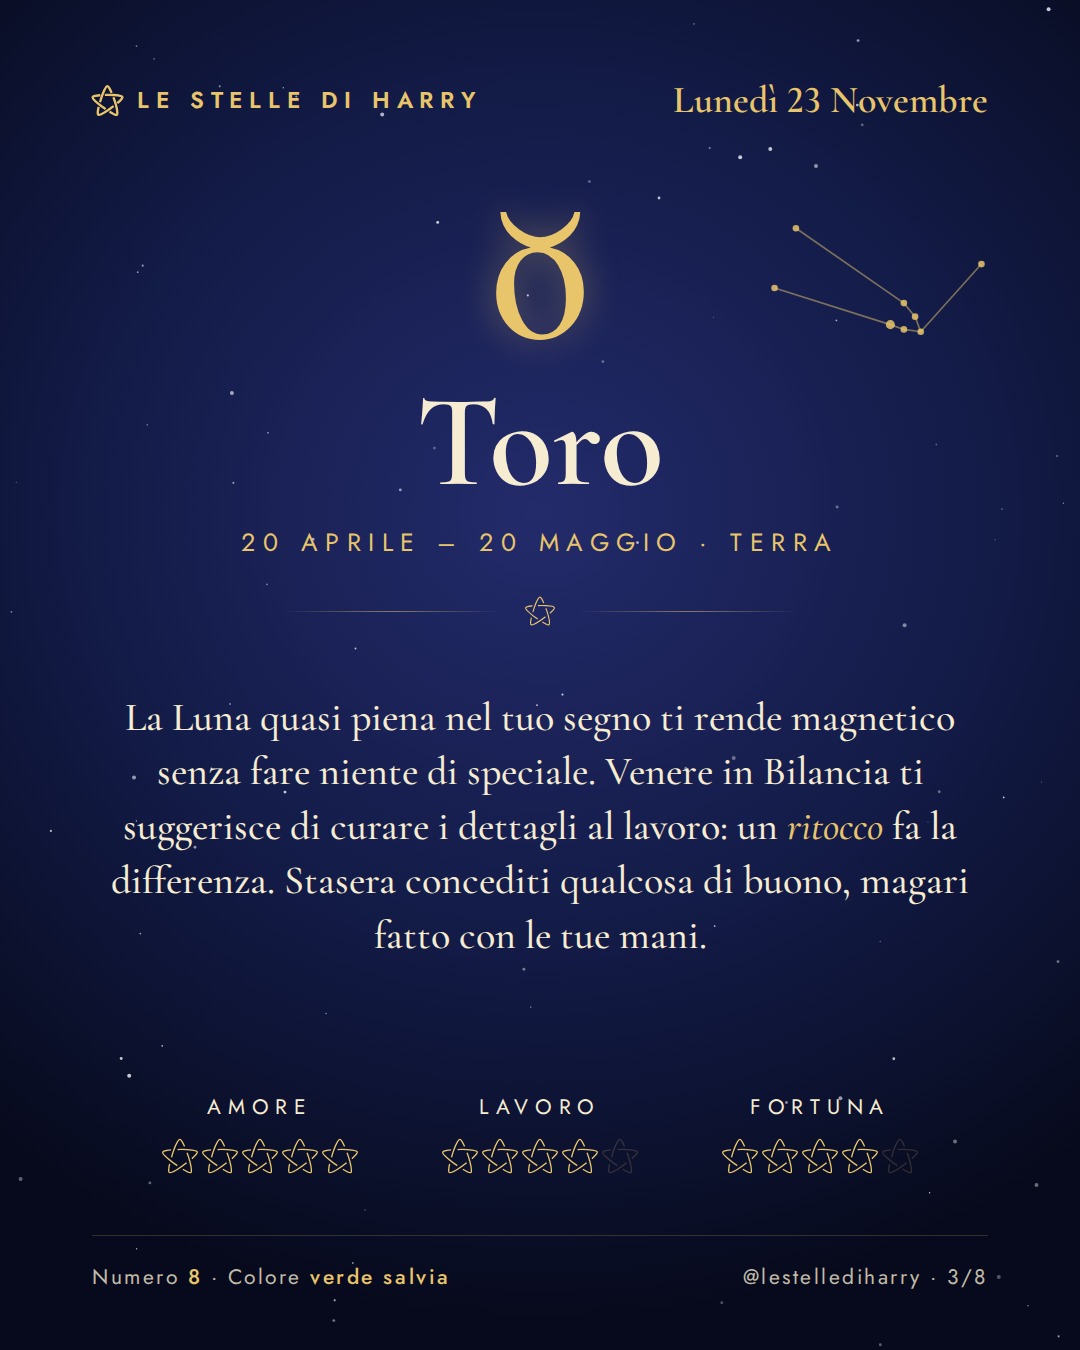 LE STELLE DI HARRY
Lunedì 23 Novembre
♉
Toro
20 APRILE – 20 MAGGIO · TERRA
La Luna quasi piena nel tuo segno ti rende magnetico
senza fare niente di speciale. Venere in Bilancia ti
suggerisce di curare i dettagli al lavoro: un ritocco fa la
differenza. Stasera concediti qualcosa di buono, magari
fatto con le tue mani.
AMORE
LAVORO
FORTUNA
Numero 8 · Colore verde salvia
@lestellediharry · 3/8